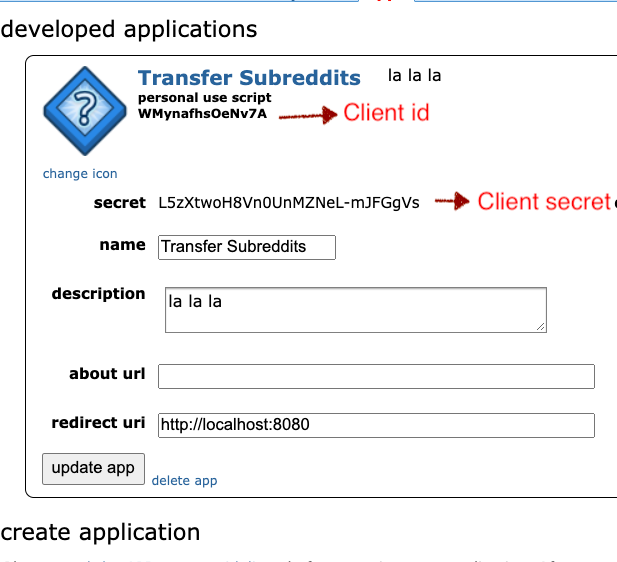 developed applications
Transfer Subreddits la la la
personal use script
WMynafhsOeNv7A Client id
change icon
secret L5zXtwoH8Vn0UnMZNeL-mJFGgVs Client secret
name Transfer Subreddits
description la la la
about url
redirect uri http://localhost:8080
update app delete app
create application